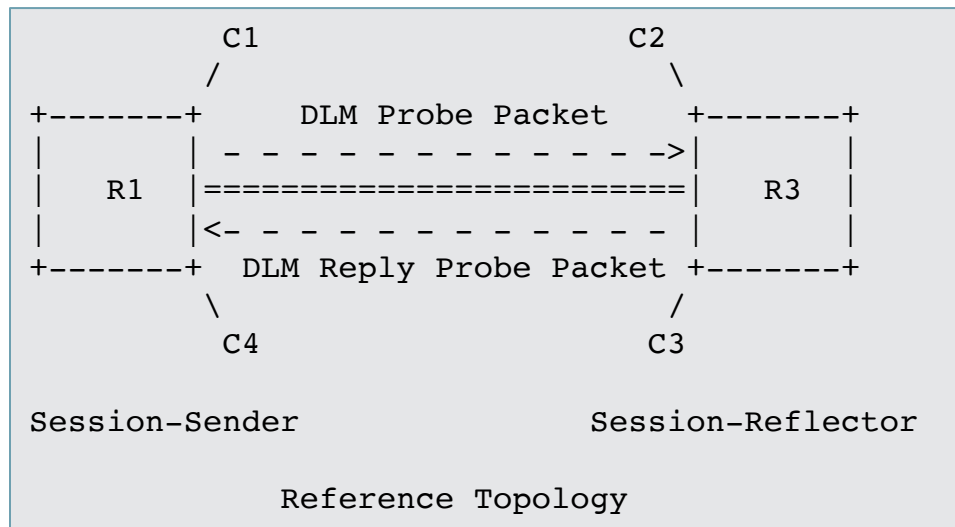 C1 C2
/ \
+-------+ DLM Probe Packet +-------+
| | - - - - - - - - - - - - - ->| |
| R1 |=========================| R3 |
| |<- - - - - - - - - - - - - | |
+-------+ DLM Reply Probe Packet +-------+
\ /
C4 C3
Session-Sender Session-Reflector
Reference Topology